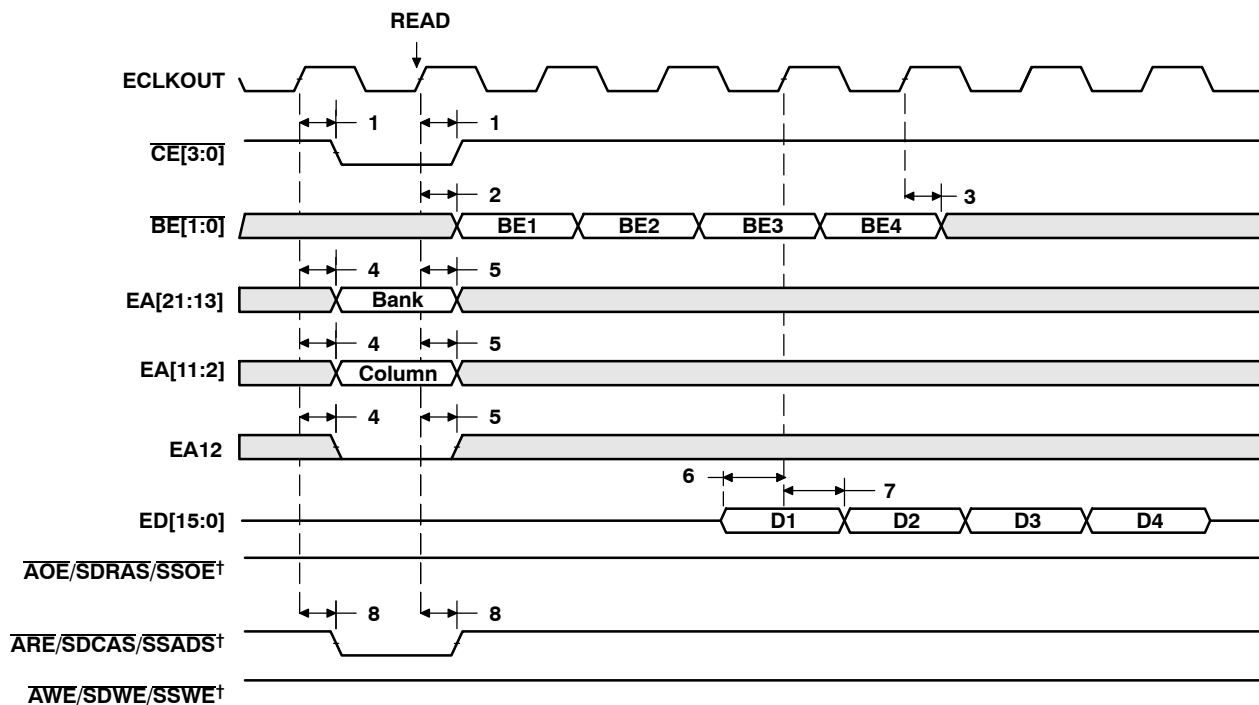 READ
ECLKOUT
1 1
CE[3:0]
2 3
BE[1:0] BE1 BE2 BE3 BE4
4 5
EA[21:13] Bank
4 5
EA[11:2] Column
4 5
EA12
6 7
ED[15:0] D1 D2 D3 D4
AOE/SDRAS/SSOE†
8 8
ARE/SDCAS/SSADS†
AWE/SDWE/SSWE†